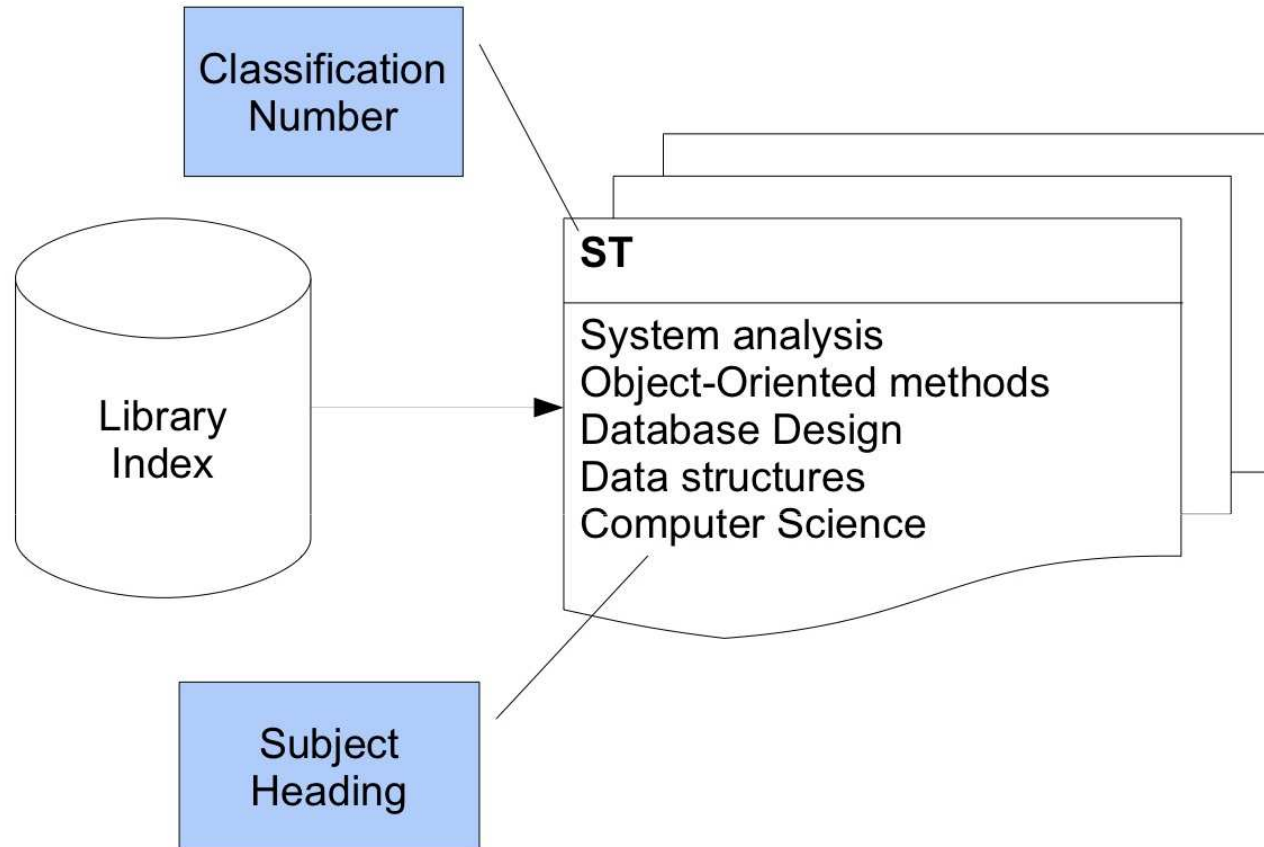 Classification
Number
ST
System analysis
Object-Oriented methods
Database Design
Data structures
Computer Science
Library
Index
Subject
Heading